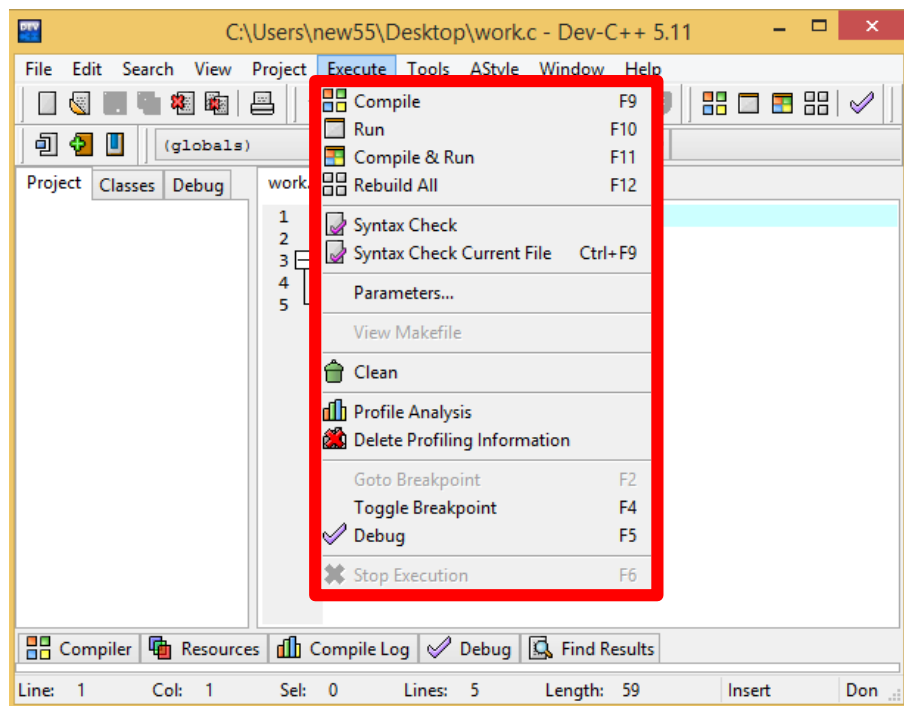 DEV
C:\Users\new55\Desktop\work.c - Dev-C++ 5.11
File Edit Search View Project Execute Tools AStyle Window Help
(globals)
Project Classes Debug
work.
1
2
3
4
5
Compile F9
Run F10
Compile & Run F11
Rebuild All F12
Syntax Check
Syntax Check Current File Ctrl+F9
Parameters...
View Makefile
Clean
Profile Analysis
Delete Profiling Information
Goto Breakpoint F2
Toggle Breakpoint F4
Debug F5
Stop Execution F6
Compiler Resources Compile Log Debug Find Results
Line: 1 Col: 1 Sel: 0 Lines: 5 Length: 59 Insert Don